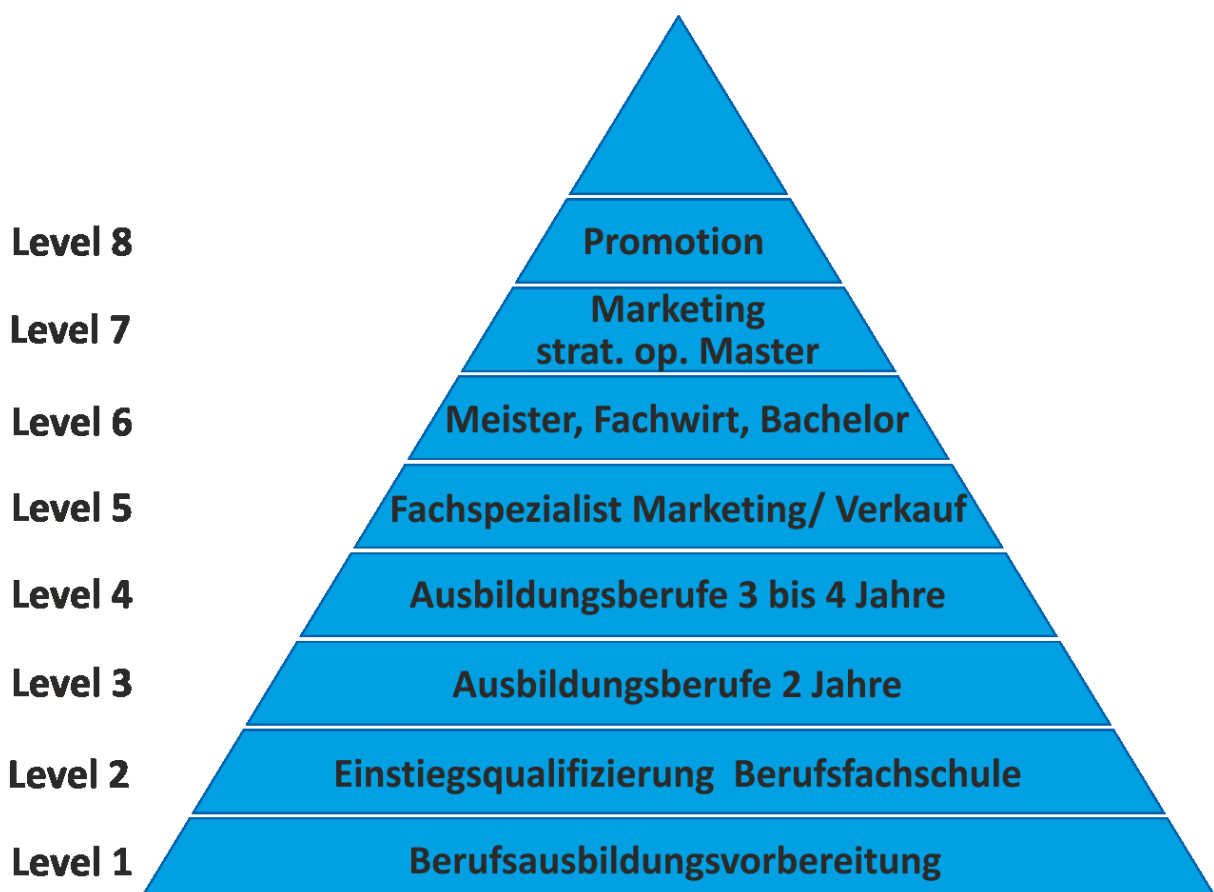 Level 8 Promotion
Level 7 Marketing
strat. op. Master
Level 6 Meister, Fachwirt, Bachelor
Level 5 Fachspezialist Marketing/ Verkauf
Level 4 Ausbildungsberufe 3 bis 4 Jahre
Level 3 Ausbildungsberufe 2 Jahre
Level 2 Einstiegsqualifizierung Berufsfachschule
Level 1 Berufsausbildungsvorbereitung